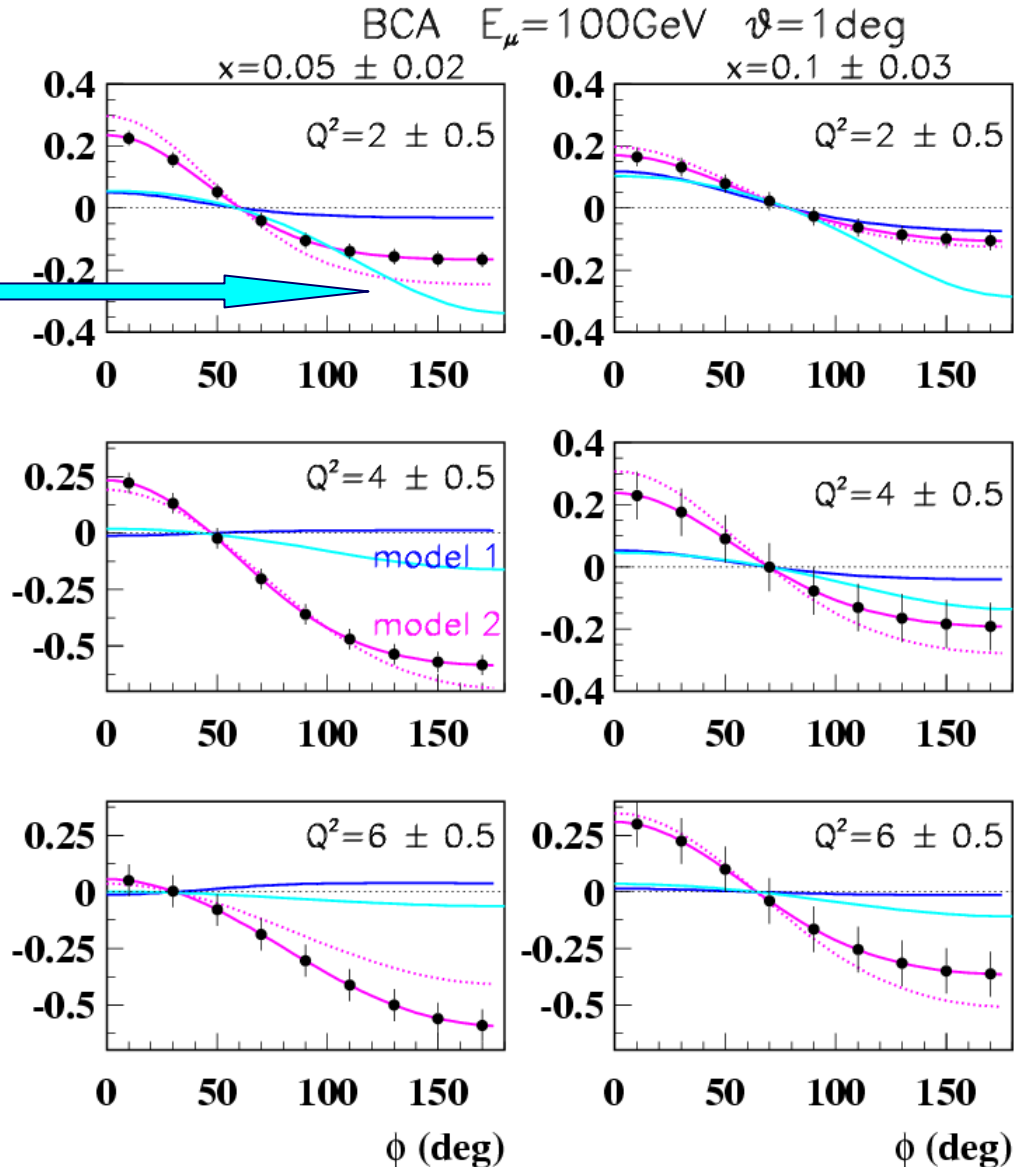 BCA E_μ=100GeV ϑ=1deg
x=0.05 ± 0.02
x=0.1 ± 0.03
0.4
0.2
0
-0.2
-0.4
Q²=2 ± 0.5
0 50 100 150
0.4
0.2
0
-0.2
-0.4
Q²=2 ± 0.5
0 50 100 150
0.25
0
-0.25
-0.5
Q²=4 ± 0.5
model 1
model 2
0 50 100 150
0.4
0.2
0
-0.2
-0.4
Q²=4 ± 0.5
0 50 100 150
0.25
0
-0.25
-0.5
Q²=6 ± 0.5
0 50 100 150
ϕ (deg)
0.25
0
-0.25
-0.5
Q²=6 ± 0.5
0 50 100 150
ϕ (deg)